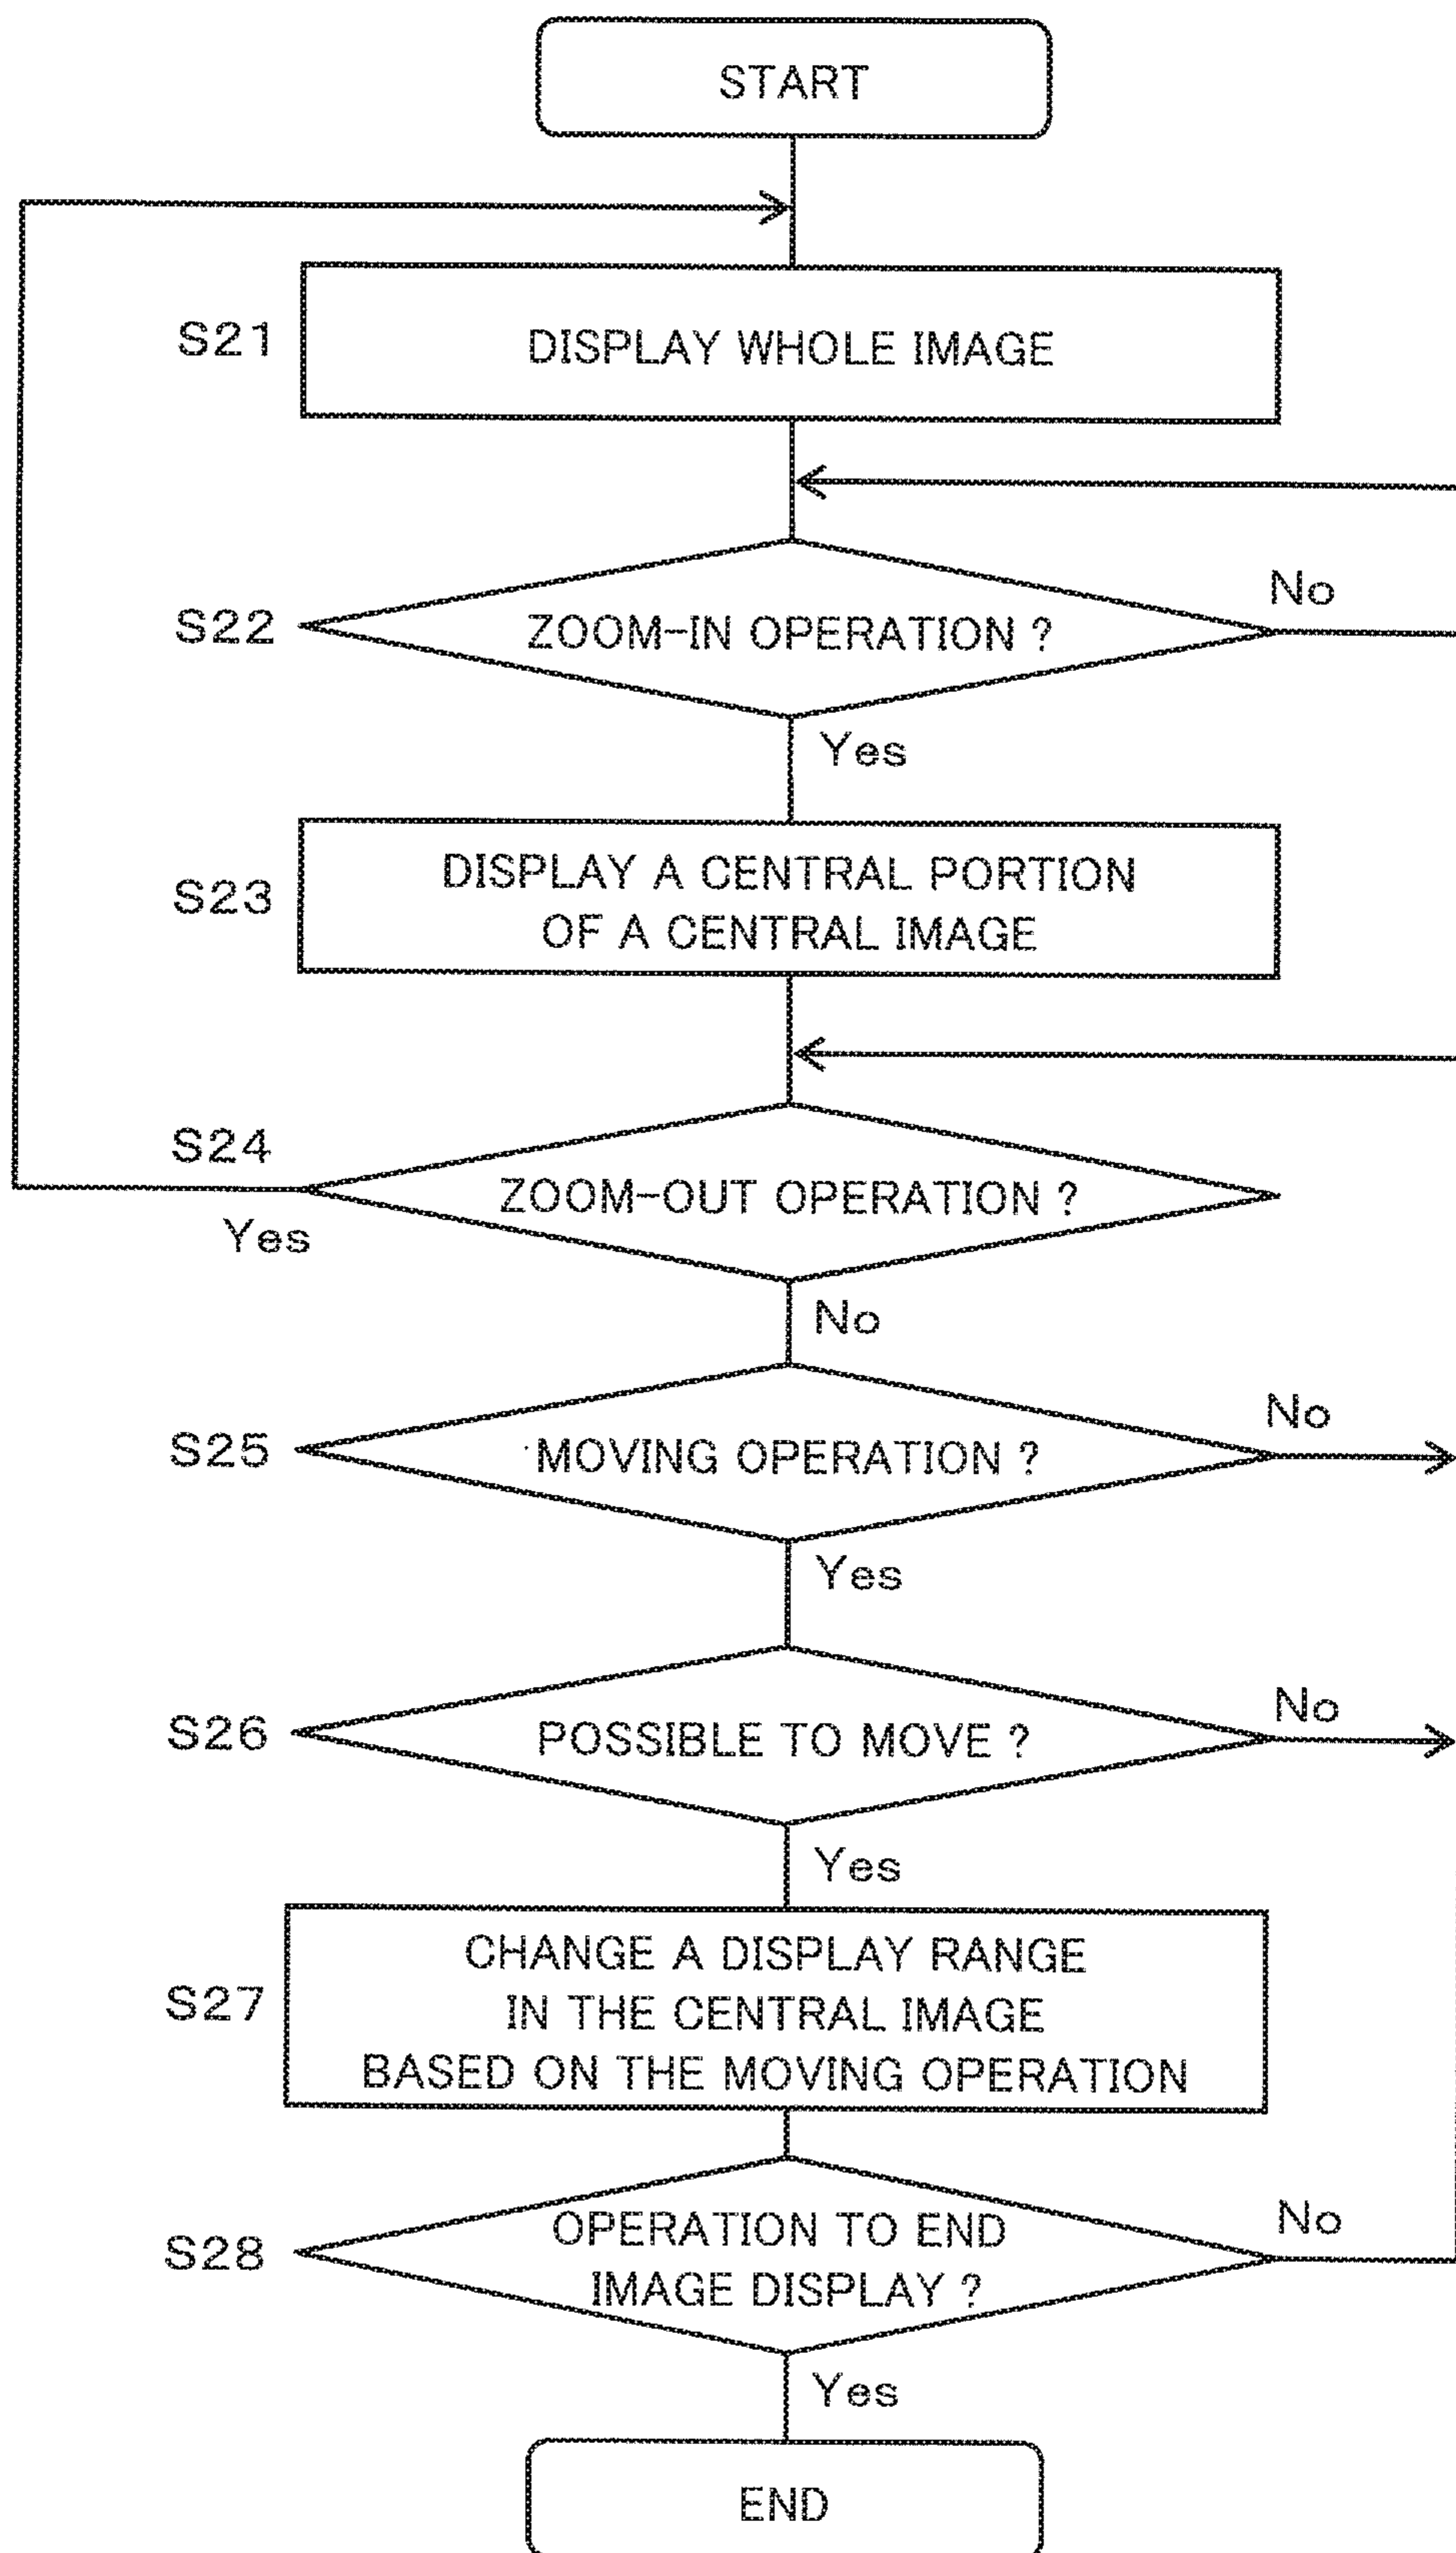 START
S21
DISPLAY WHOLE IMAGE
S22
ZOOM-IN OPERATION ?
No
Yes
S23
DISPLAY A CENTRAL PORTION
OF A CENTRAL IMAGE
S24
ZOOM-OUT OPERATION ?
Yes
No
S25
MOVING OPERATION ?
No
Yes
S26
POSSIBLE TO MOVE ?
No
Yes
S27
CHANGE A DISPLAY RANGE
IN THE CENTRAL IMAGE
BASED ON THE MOVING OPERATION
S28
OPERATION TO END
IMAGE DISPLAY ?
No
Yes
END